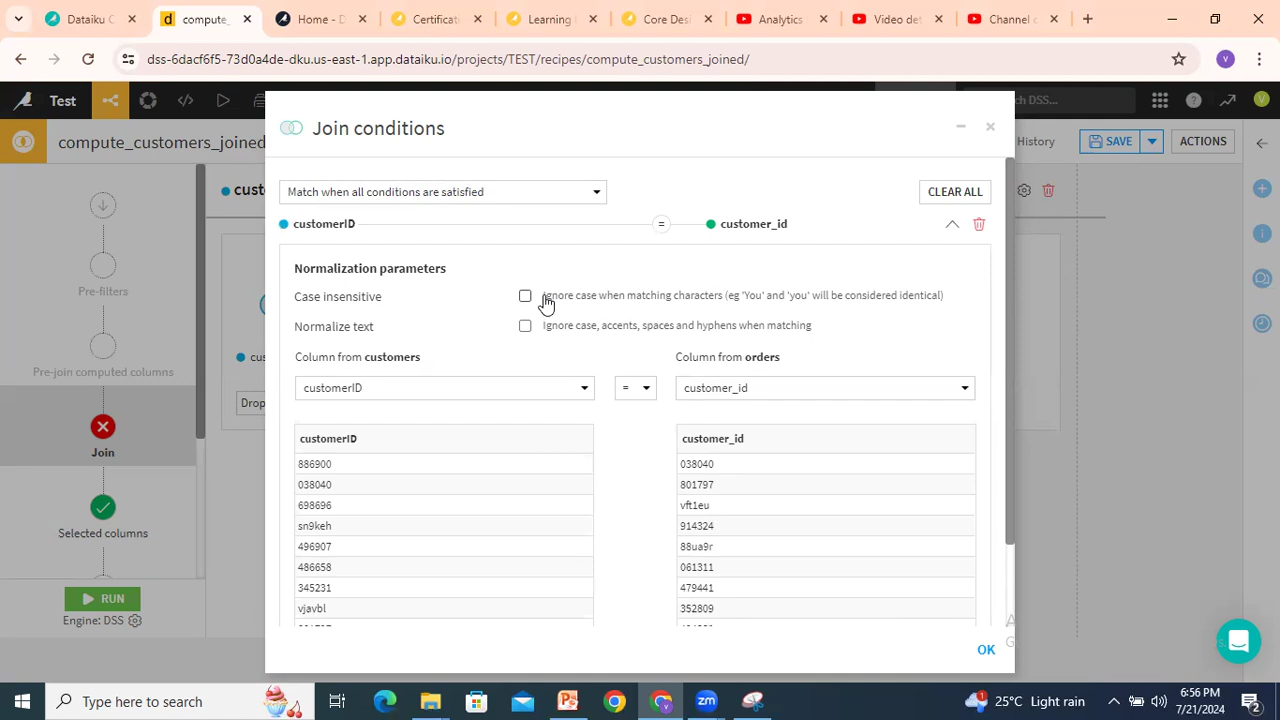 Dataiku C
compute_
Home - D
Certificat
Learning
Core Des
Analytics
Video det
Channel c
dss-6dacf6f5-73d0a4de-dku.us-east-1.app.dataiku.io/projects/TEST/recipes/compute_customers_joined/
Test
ch DSS...
V
compute_customers_joined
History
SAVE
ACTIONS
Join conditions
Match when all conditions are satisfied
CLEAR ALL
customerID = customer_id
Normalization parameters
Case insensitive
Ignore case when matching characters (eg 'You' and 'you' will be considered identical)
Normalize text
Ignore case, accents, spaces and hyphens when matching
Column from customers
Column from orders
customerID
=
customer_id
customerID
customer_id
886900
038040
038040
801797
698696
vft1eu
sn9keh
914324
496907
88ua9r
486658
061311
345231
479441
vjavbl
352809
OK
Pre-filters
Pre-join computed columns
Join
Selected columns
RUN
Engine: DSS
Drop
Type here to search
25°C Light rain
6:56 PM
7/21/2024
2